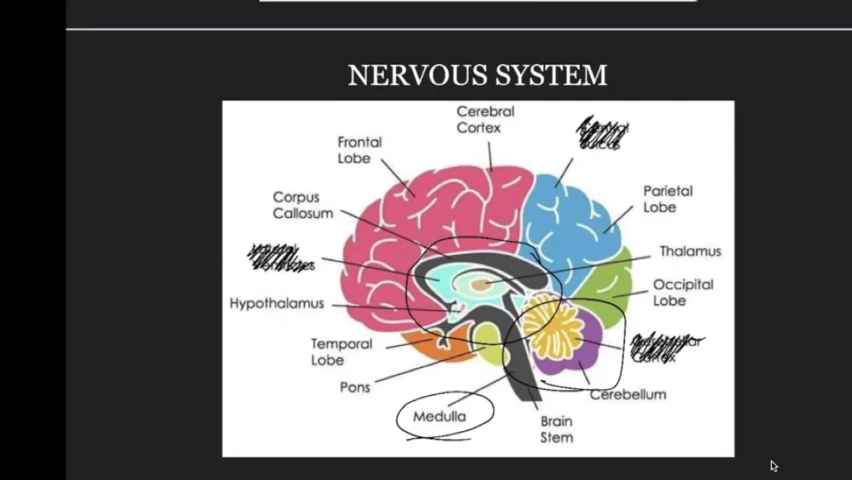 NERVOUS SYSTEM
Cerebral
Cortex
Frontal
Lobe
Parietal
Lobe
Corpus
Callosum
Thalamus
Occipital
Lobe
Hypothalamus
Temporal
Lobe
Pons
Cerebellum
Medulla
Brain
Stem